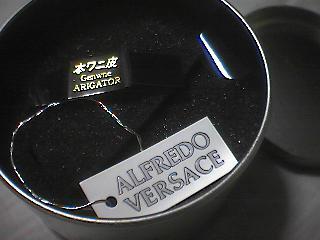 本ワニ皮
Genuine
ARIGATOR
ALFREDO
VERSACE